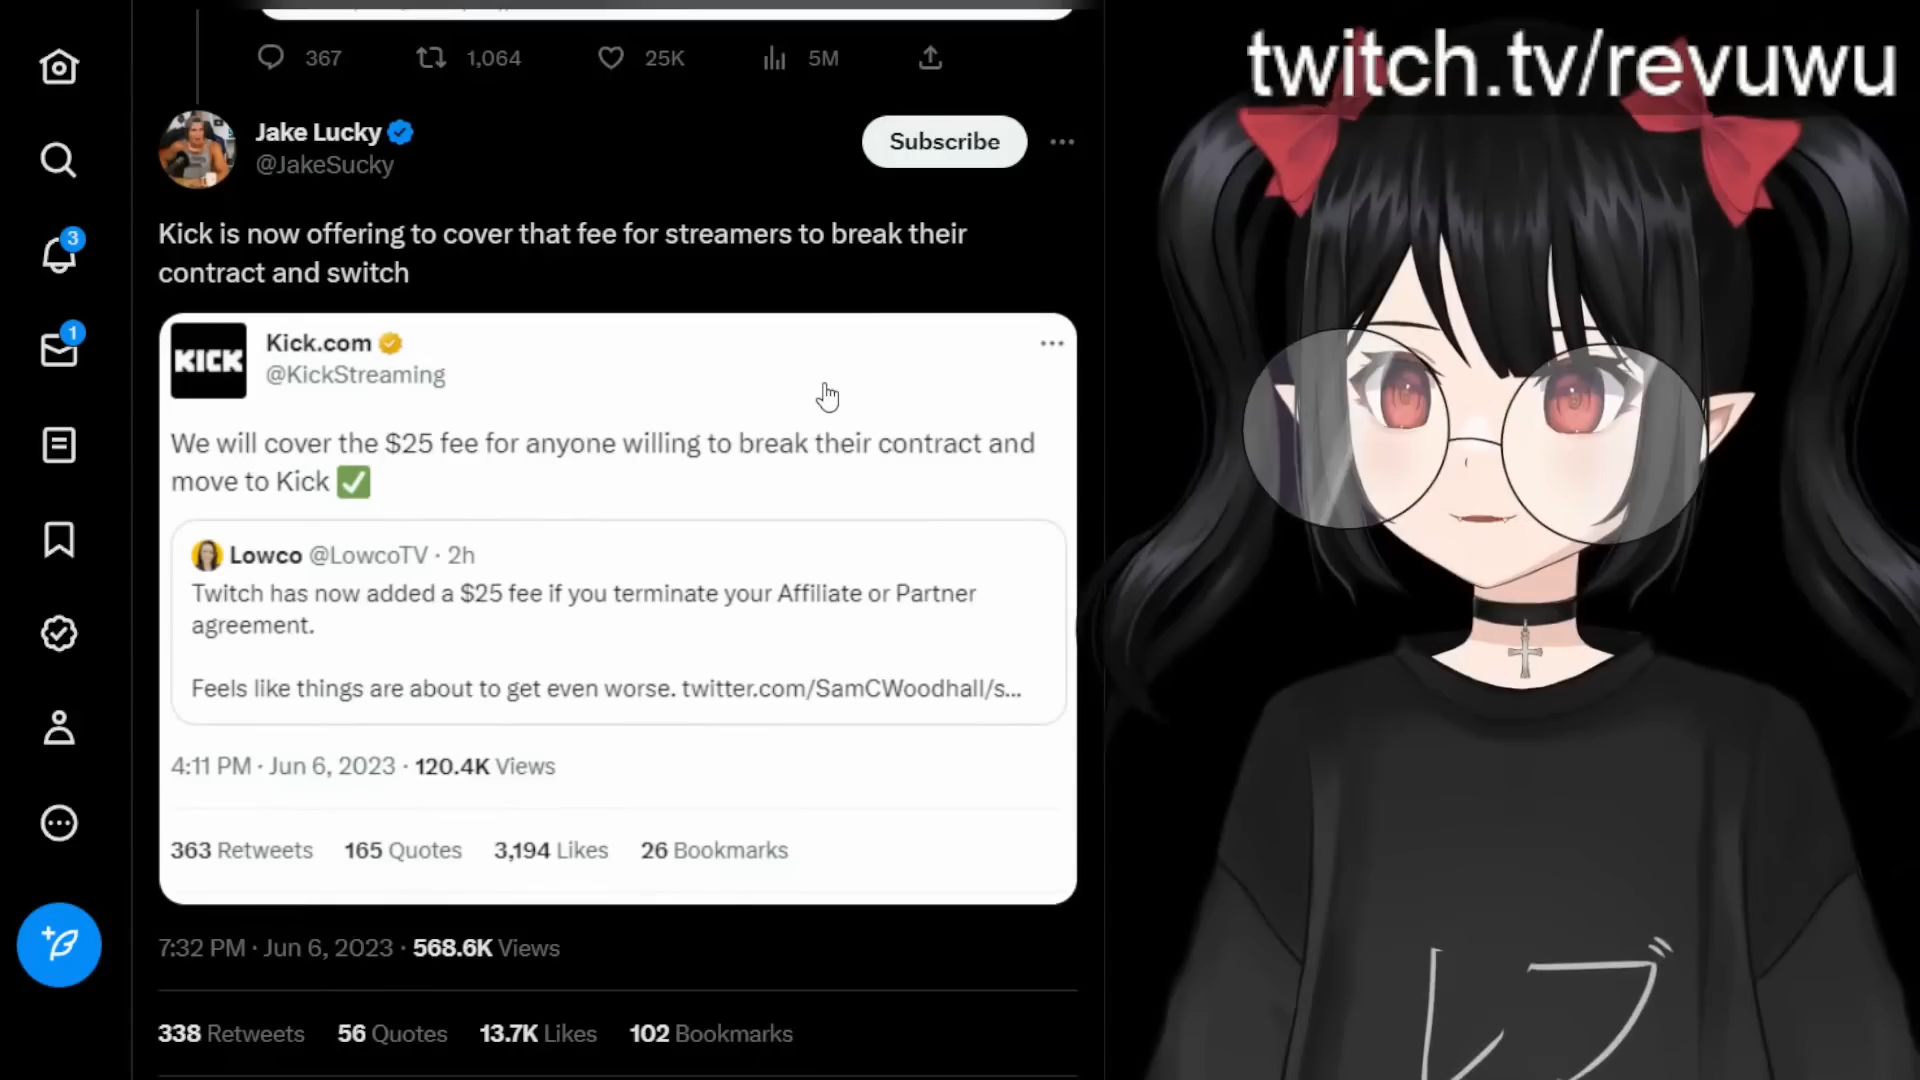 367 1,064 25K 5M
twitch.tv/revuwu
Jake Lucky
@JakeSucky
Subscribe
3
Kick is now offering to cover that fee for streamers to break their
contract and switch
1
KICK
Kick.com
@KickStreaming
We will cover the $25 fee for anyone willing to break their contract and
move to Kick ✅
Lowco @LowcoTV · 2h
Twitch has now added a $25 fee if you terminate your Affiliate or Partner
agreement.
Feels like things are about to get even worse. twitter.com/SamCWoodhall/s...
4:11 PM · Jun 6, 2023 · 120.4K Views
363 Retweets 165 Quotes 3,194 Likes 26 Bookmarks
7:32 PM · Jun 6, 2023 · 568.6K Views
338 Retweets 56 Quotes 13.7K Likes 102 Bookmarks
レブ